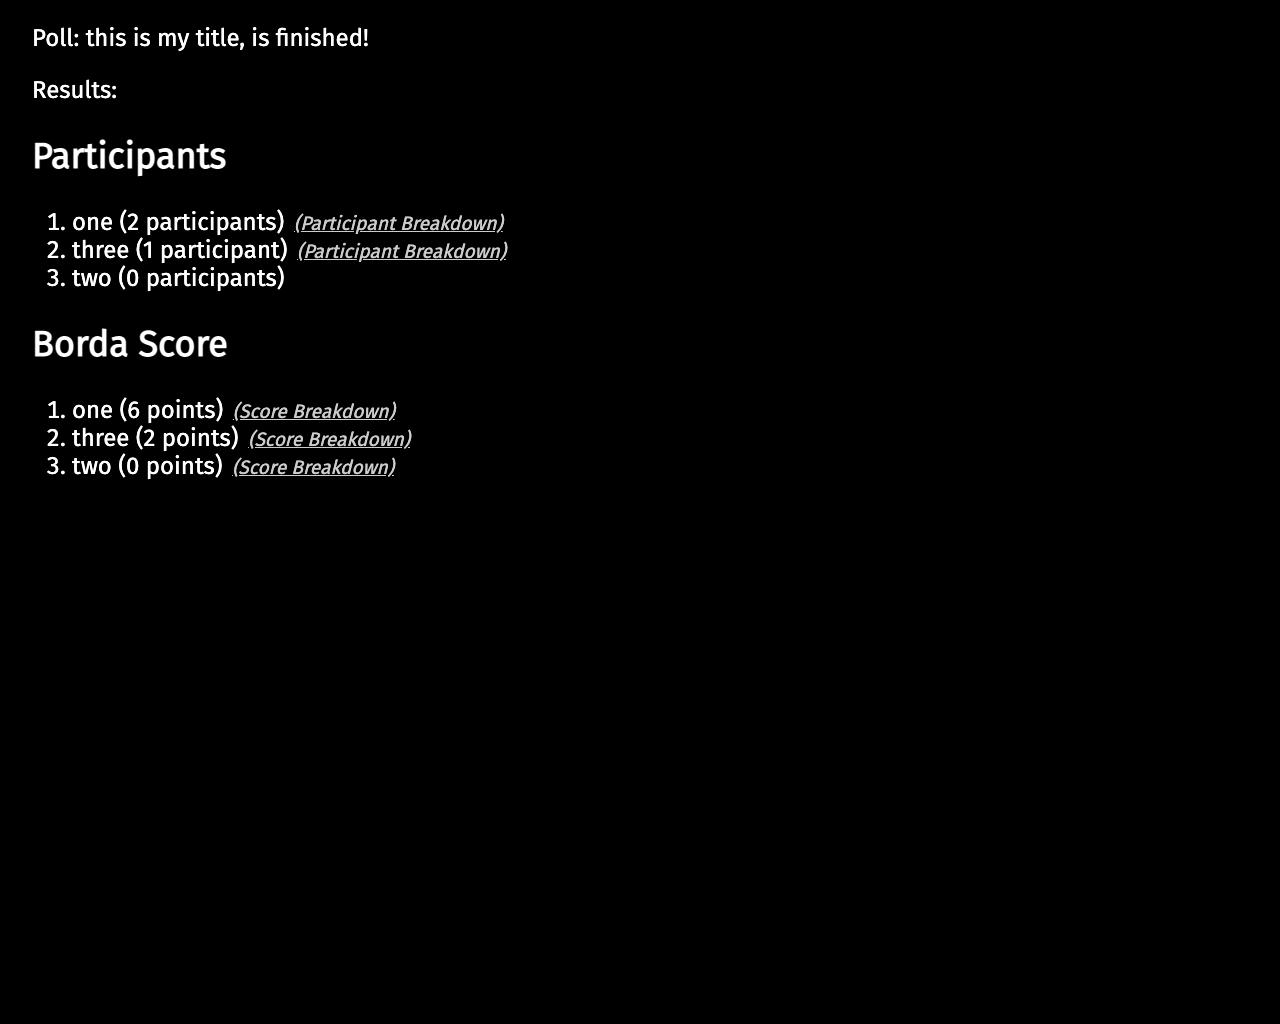 Poll: this is my title, is finished!
Results:
Participants
1. one (2 participants) (Participant Breakdown)
2. three (1 participant) (Participant Breakdown)
3. two (0 participants)
Borda Score
1. one (6 points) (Score Breakdown)
2. three (2 points) (Score Breakdown)
3. two (0 points) (Score Breakdown)